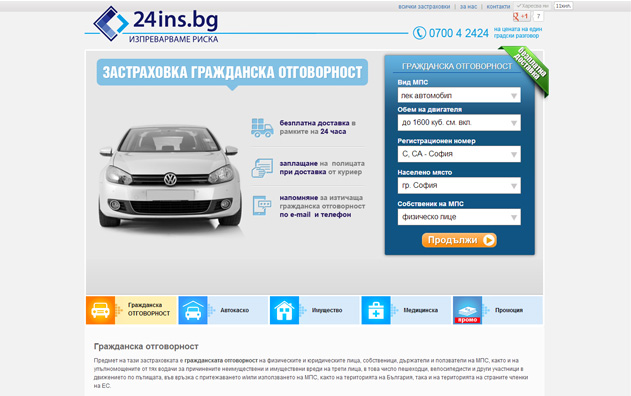 всички застраховки | за нас | контакти
Харесва ми
+1 7
24ins.bg
ИЗПРЕВАРВАМЕ РИСКА
0700 4 2424 на цената на един
градски разговор
безплатна
доставка
ЗАСТРАХОВКА ГРАЖДАНСКА ОТГОВОРНОСТ
безплатна доставка в
рамките на 24 часа
заплащане на полицата
при доставка от куриер
напомняне за изтичаща
гражданска отговорност
по e-mail и телефон
ГРАЖДАНСКА ОТГОВОРНОСТ
Вид МПС
лек автомобил
Обем на двигателя
до 1600 куб. см. вкл.
Регистрационен номер
С, СА - София
Населено място
гр. София
Собственик на МПС
физическо лице
Продължи
Гражданска
ОТГОВОРНОСТ
Автокаско
Имущество
Медицинска
Промоция
промо
Гражданска отговорност
Предмет на тази застраховката е гражданската отговорност на физическите и юридическите лица, собственици, държатели и ползватели на МПС, както и на
упълномощените от тях водачи за причинените неимуществени и имуществени вреди на трети лица, в това число пешеходци, велосипедисти и други участници в
движението по пътищата, във връзка с притежаването и/или използването на МПС, както на територията на България, така и на територията на страните членки
на ЕС.